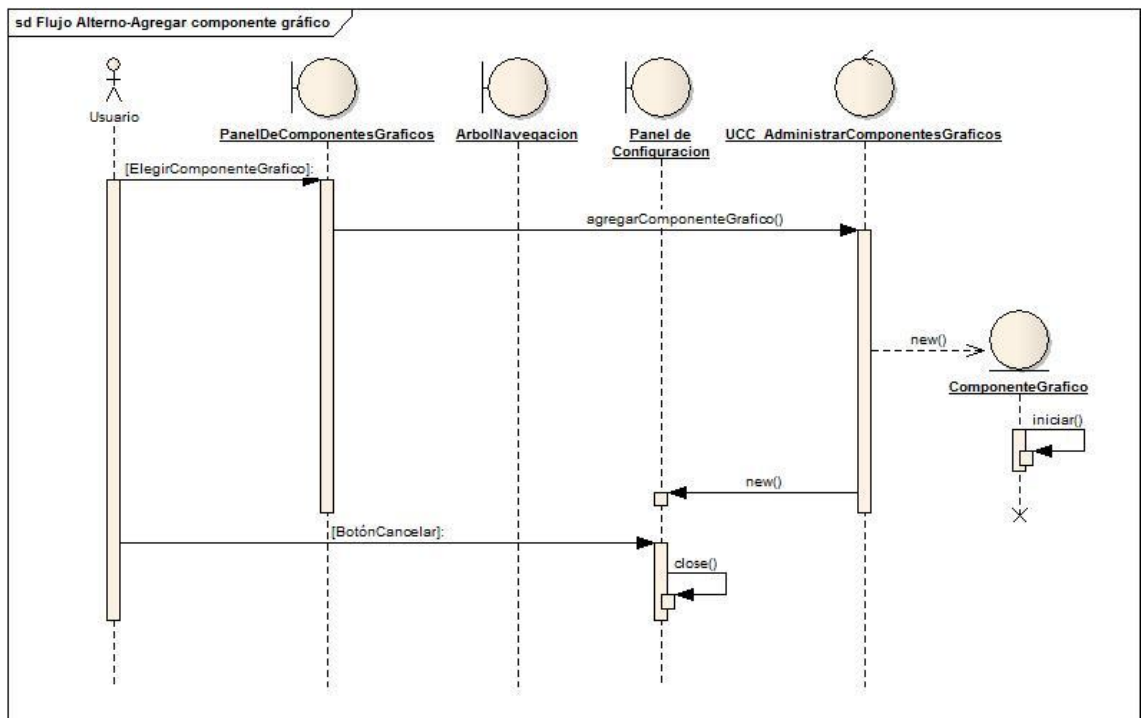 sd Flujo Alterno-Agregar componente gráfico
Usuario
PanelDeComponentesGraficos
ArbolNavegacion
Panel de
Configuracion
UCC_AdministrarComponentesGraficos
[ElegirComponenteGrafico]:
agregarComponenteGrafico()
new()
ComponenteGrafico
iniciar()
new()
[BotónCancelar]:
close()